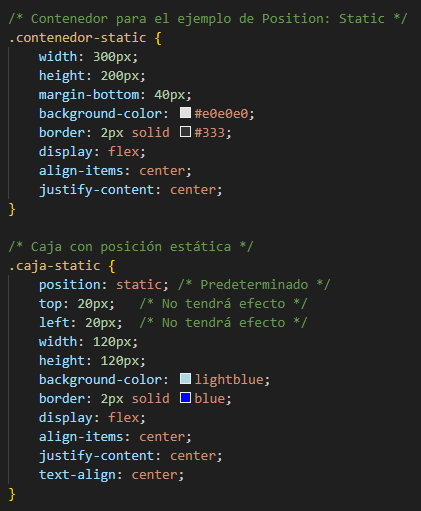 /* Contenedor para el ejemplo de Position: Static */
.contenedor-static {
    width: 300px;
    height: 200px;
    margin-bottom: 40px;
    background-color: #e0e0e0;
    border: 2px solid #333;
    display: flex;
    align-items: center;
    justify-content: center;
}

/* Caja con posición estática */
.caja-static {
    position: static; /* Predeterminado */
    top: 20px;   /* No tendrá efecto */
    left: 20px;  /* No tendrá efecto */
    width: 120px;
    height: 120px;
    background-color: lightblue;
    border: 2px solid blue;
    display: flex;
    align-items: center;
    justify-content: center;
    text-align: center;
}